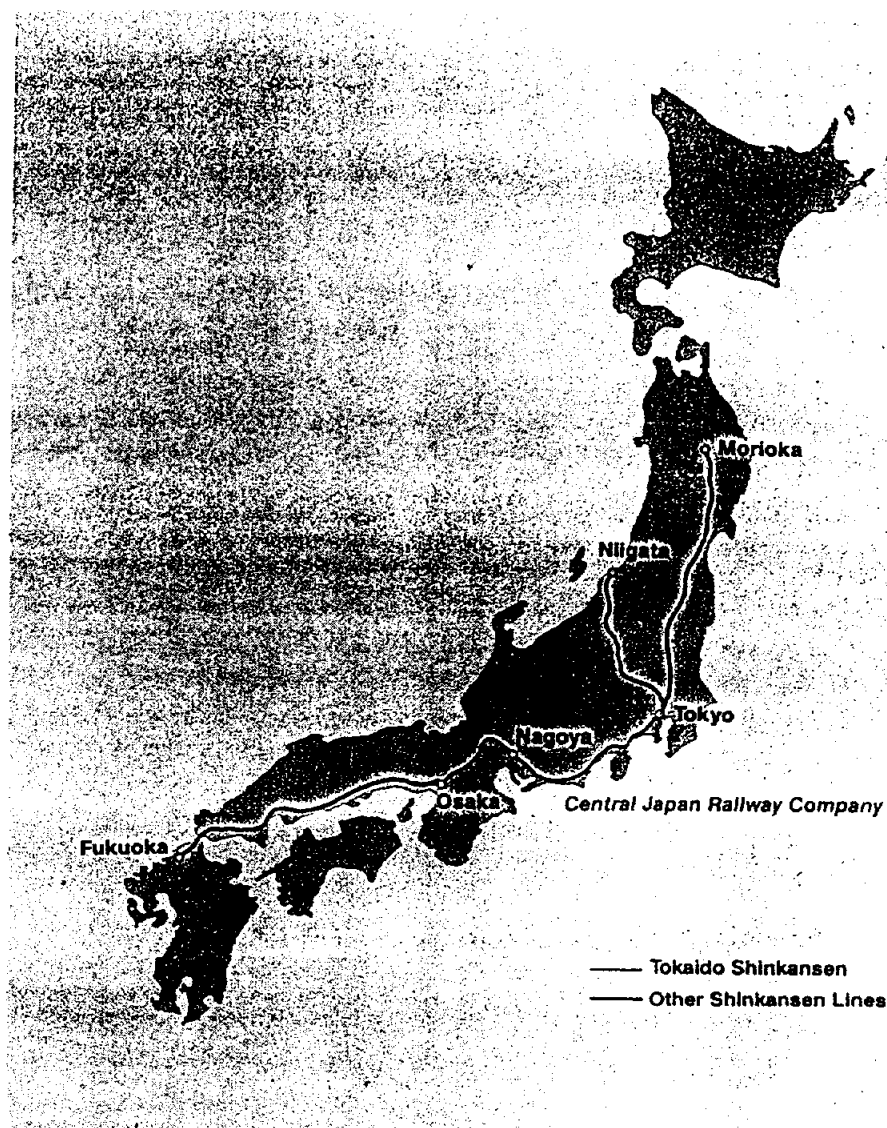 Morioka
Niigata
Tokyo
Nagoya
Osaka
Central Japan Railway Company
Fukuoka
Tokaido Shinkansen
Other Shinkansen Lines